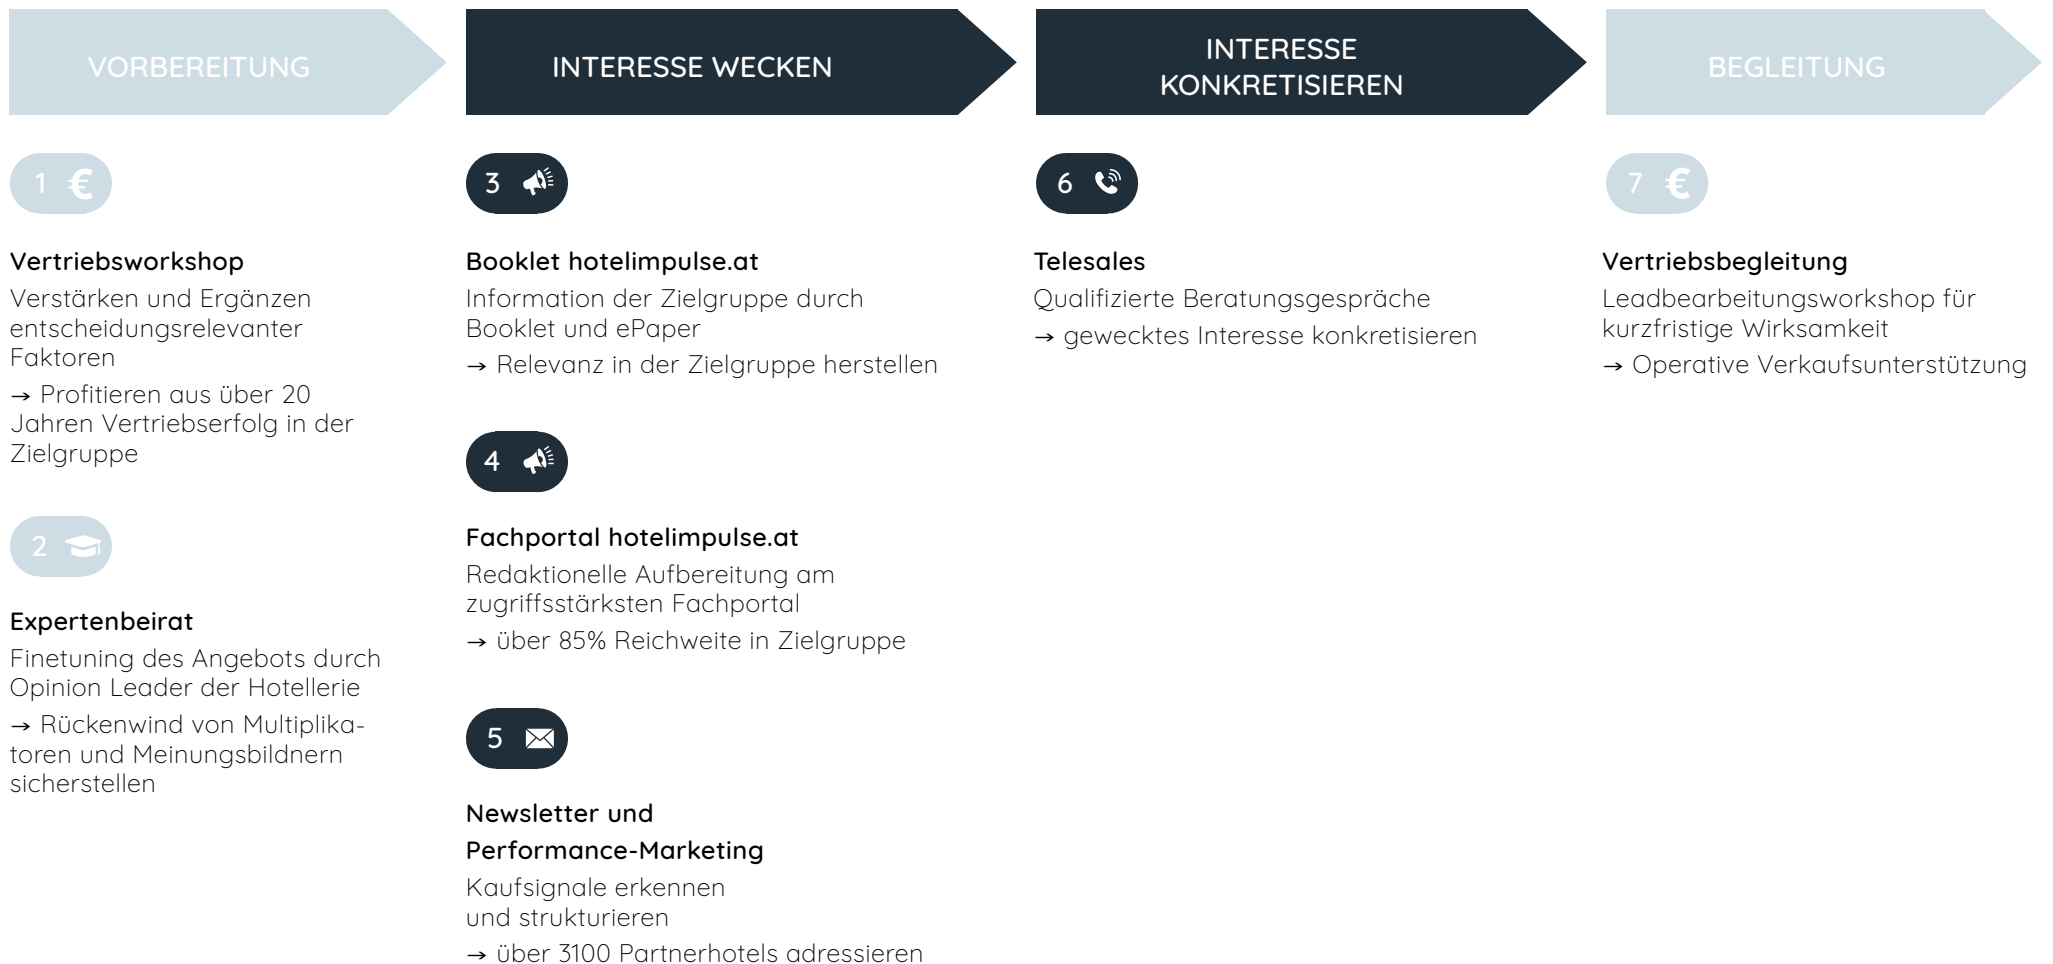 VORBEREITUNG
1 €
Vertriebsworkshop
Verstärken und Ergänzen
entscheidungsrelevanter
Faktoren
→ Profitieren aus über 20
Jahren Vertriebserfolg in der
Zielgruppe
2
Expertenbeirat
Finetuning des Angebots durch
Opinion Leader der Hotellerie
→ Rückenwind von Multiplika-
toren und Meinungsbildnern
sicherstellen
INTERESSE WECKEN
3
Booklet hotelimpulse.at
Information der Zielgruppe durch
Booklet und ePaper
→ Relevanz in der Zielgruppe herstellen
4
Fachportal hotelimpulse.at
Redaktionelle Aufbereitung am
zugriffsstärksten Fachportal
→ über 85% Reichweite in Zielgruppe
5
Newsletter und
Performance-Marketing
Kaufsignale erkennen
und strukturieren
→ über 3100 Partnerhotels adressieren
INTERESSE
KONKRETISIEREN
6
Telesales
Qualifizierte Beratungsgespräche
→ gewecktes Interesse konkretisieren
BEGLEITUNG
7 €
Vertriebsbegleitung
Leadbearbeitungsworkshop für
kurzfristige Wirksamkeit
→ Operative Verkaufsunterstützung